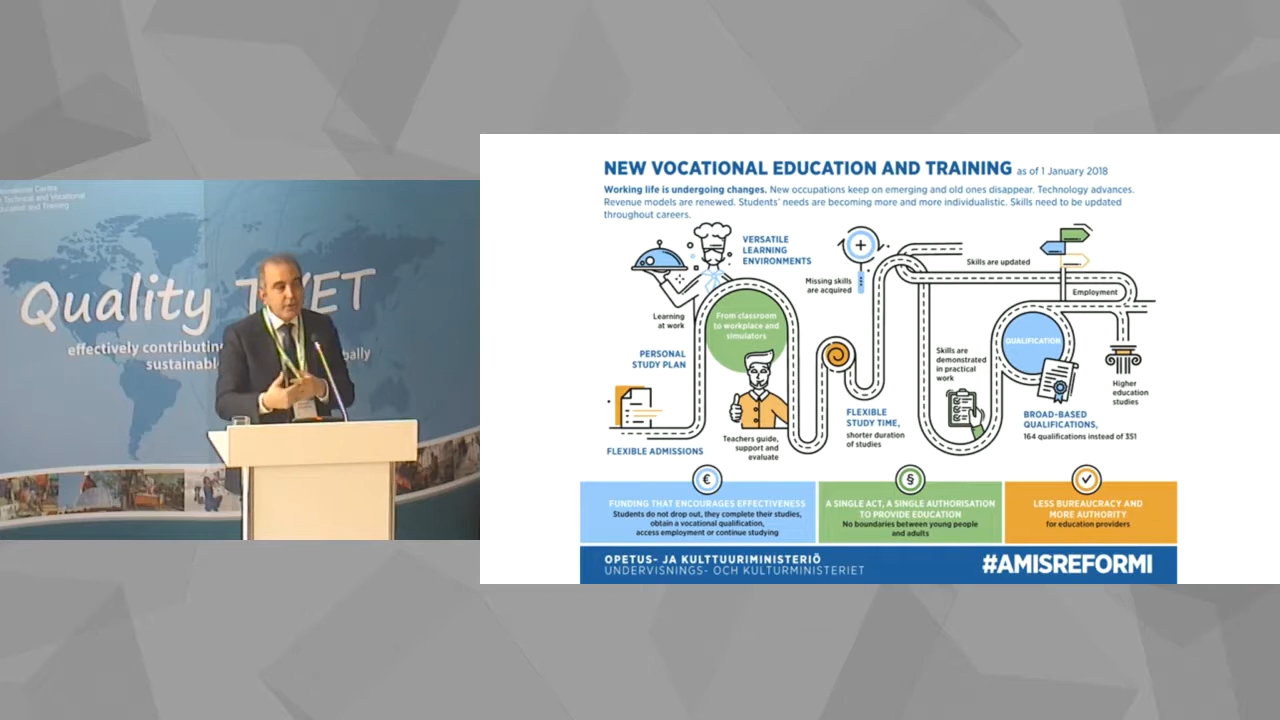 Technical and Vocational
Education and Training
Quality
effectively contributing
sustainabl
NEW VOCATIONAL EDUCATION AND TRAINING as of 1 January 2018
Working life is undergoing changes. New occupations keep on emerging and old ones disappear. Technology advances.
Revenue models are renewed. Students' needs are becoming more and more individualistic. Skills need to be updated
throughout careers.
VERSATILE
LEARNING
ENVIRONMENTS
Missing skills
are acquired
Skills are updated
Employment
Learning
at work
From classroom
to workplace and
simulators
PERSONAL
STUDY PLAN
QUALIFICATION
Skills are
demonstrated
in practical
work
Higher
education
studies
FLEXIBLE
STUDY TIME,
shorter duration
of studies
BROAD-BASED
QUALIFICATIONS,
164 qualifications instead of 351
FLEXIBLE ADMISSIONS
Teachers guide,
support and
evaluate
€
§
FUNDING THAT ENCOURAGES EFFECTIVENESS
Students do not drop out, they complete their studies,
obtain a vocational qualification,
access employment or continue studying
A SINGLE ACT, A SINGLE AUTHORISATION
TO PROVIDE EDUCATION
No boundaries between young people
and adults
LESS BUREAUCRACY AND
MORE AUTHORITY
for education providers
OPETUS- JA KULTTUURIMINISTERIÖ
UNDERVISNINGS- OCH KULTURMINISTERIET
#AMISREFORMI